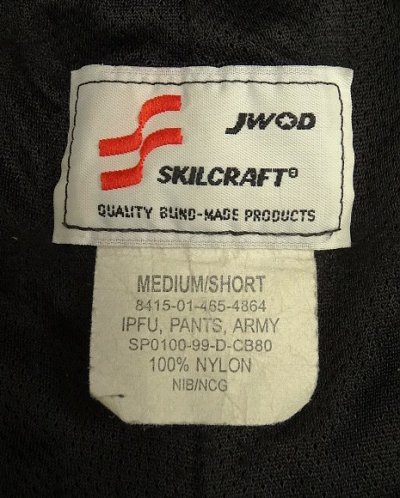 JWOD
SKILCRAFT®
QUALITY BLIND-MADE PRODUCTS
MEDIUM/SHORT
8415-01-465-4864
IPFU, PANTS, ARMY
SP0100-99-D-CB80
100% NYLON
NIB/NCG